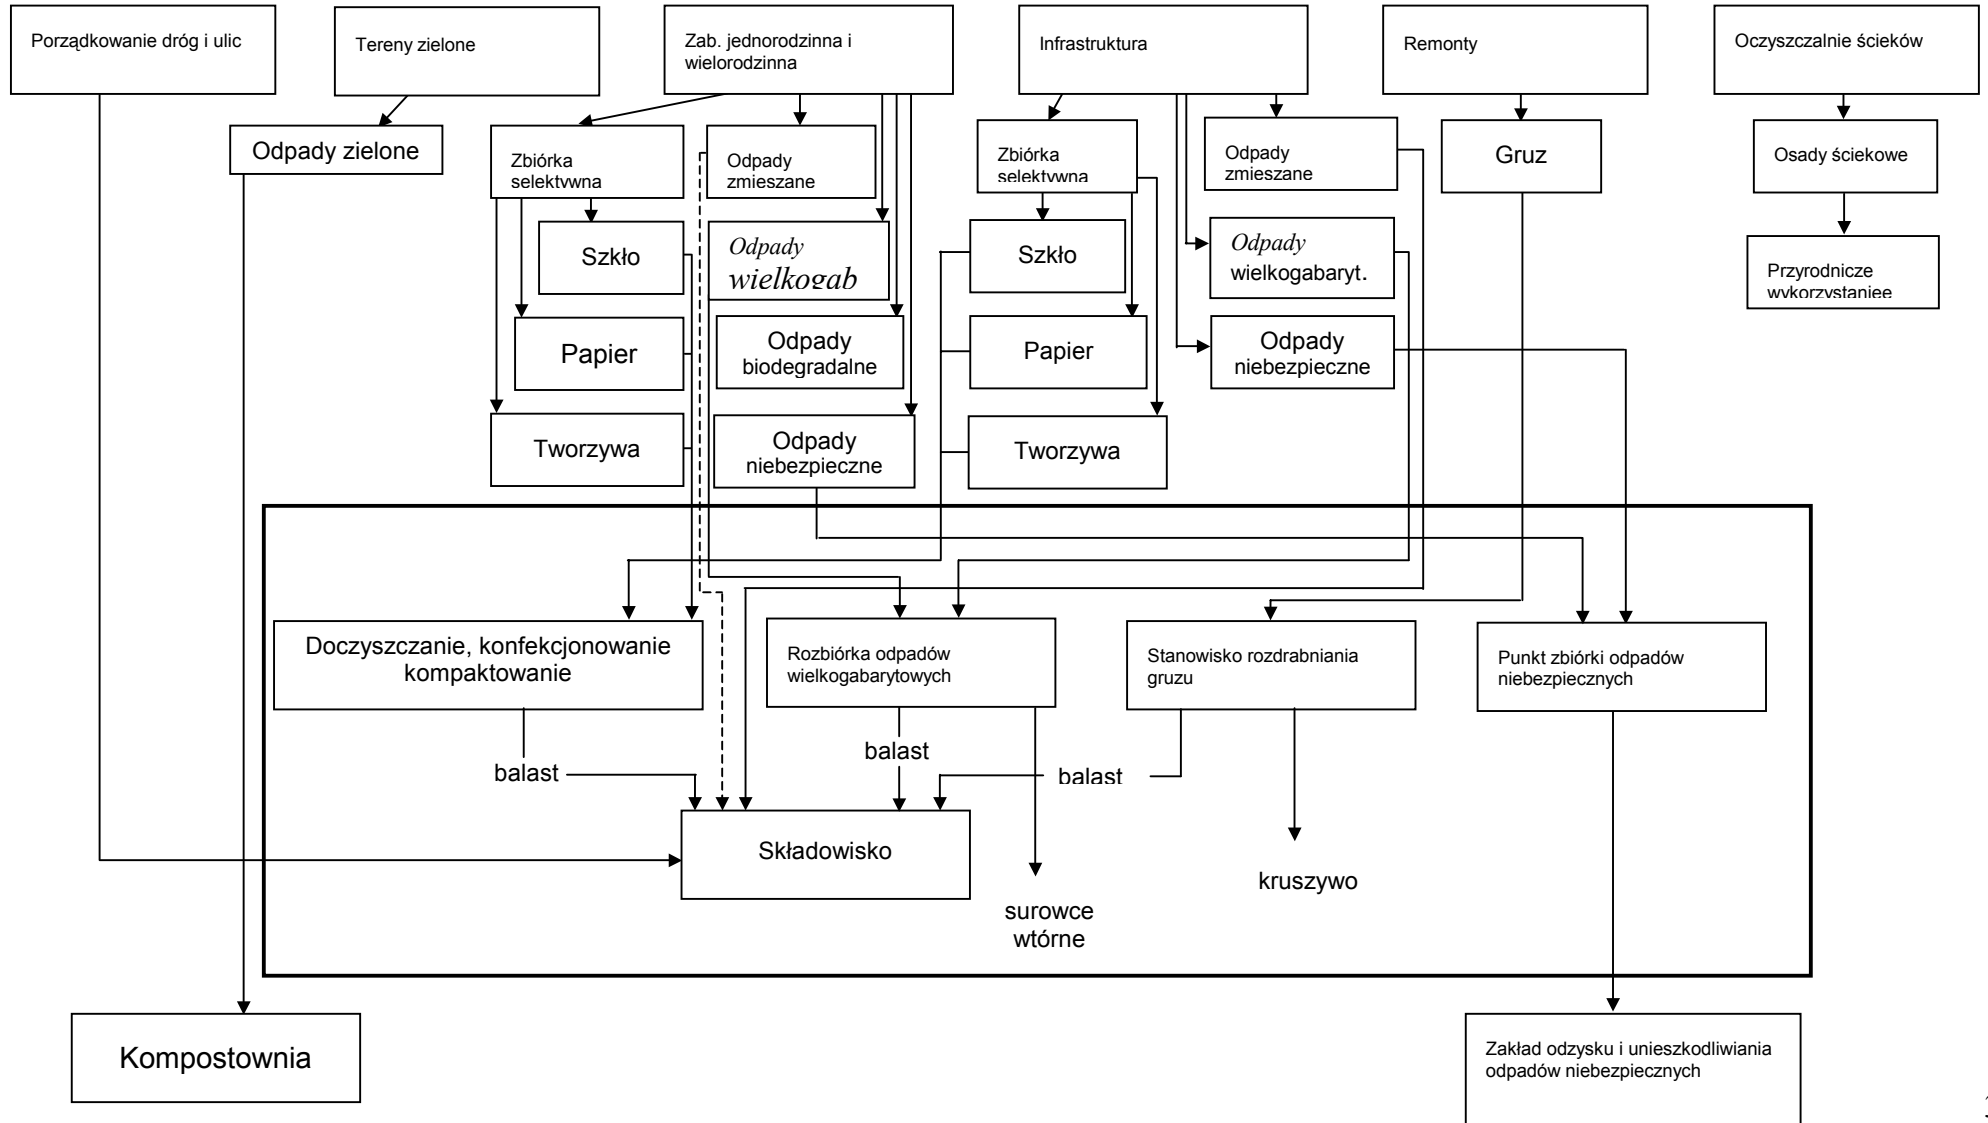 Porządkowanie dróg i ulic
Tereny zielone
Zab. jednorodzinna i
wielorodzinna
Infrastruktura
Remonty
Oczyszczalnie ścieków
Odpady zielone
Zbiórka
selektywna
Odpady
zmieszane
Zbiórka
selektywna
Odpady
zmieszane
Gruz
Osady ściekowe
Szkło
Odpady
wielkogab
Szkło
Odpady
wielkogabaryt.
Przyrodnicze
wykorzystaniee
Papier
Odpady
biodegradalne
Papier
Odpady
niebezpieczne
Tworzywa
Odpady
niebezpieczne
Tworzywa
Doczyszczanie, konfekcjonowanie
kompaktowanie
Rozbiórka odpadów
wielkogabarytowych
Stanowisko rozdrabniania
gruzu
Punkt zbiórki odpadów
niebezpiecznych
balast
balast
balast
Składowisko
kruszywo
surowce
wtórne
Kompostownia
Zakład odzysku i unieszkodliwiania
odpadów niebezpiecznych